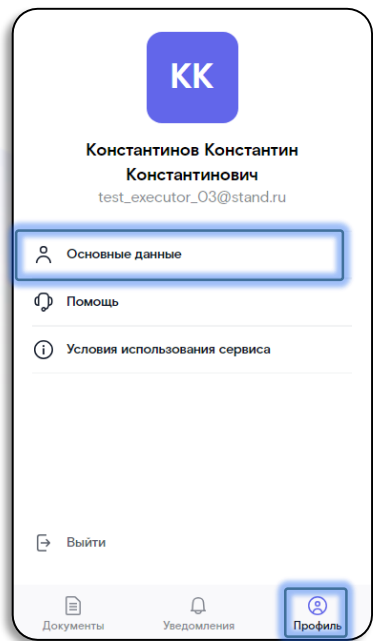 КК
Константинов Константин
Константинович
test_executor_03@stand.ru
Основные данные
Помощь
Условия использования сервиса
Выйти
Документы
Уведомления
Профиль